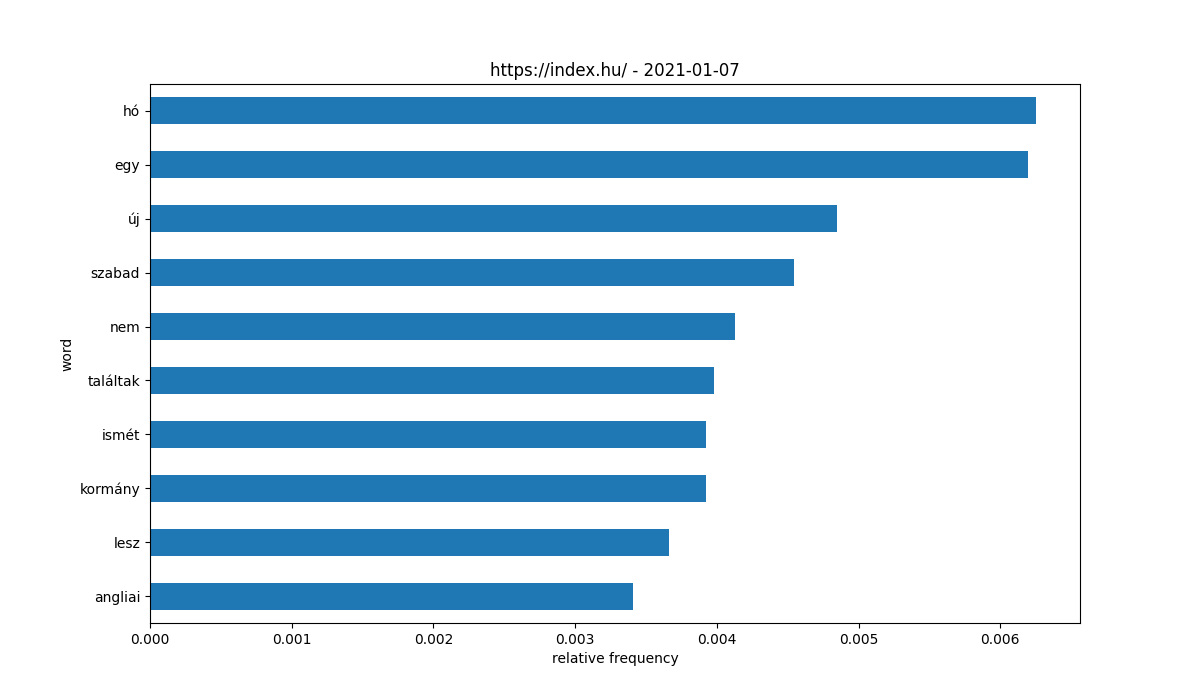 https://index.hu/ - 2021-01-07
hó
egy
új
szabad
nem
találtak
ismét
kormány
lesz
angliai
word
0.000 0.001 0.002 0.003 0.004 0.005 0.006
relative frequency